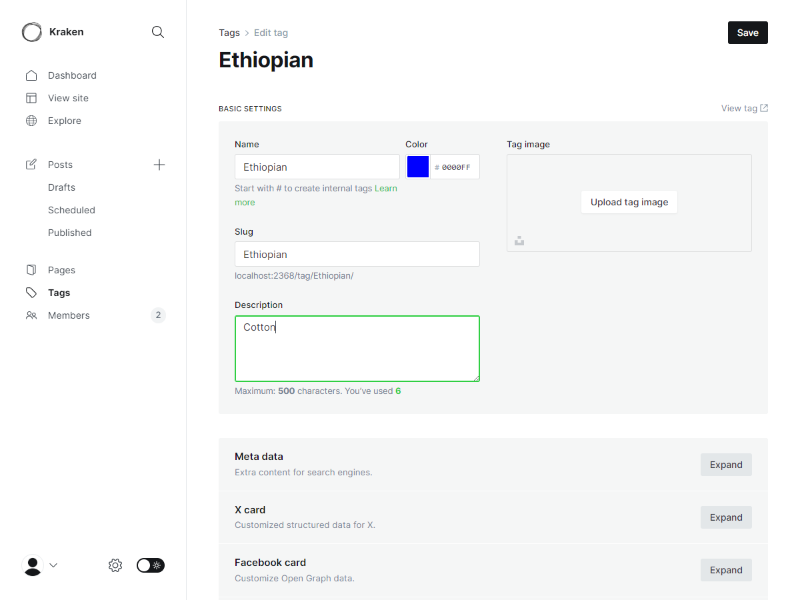 Kraken
Dashboard
View site
Explore
Posts
Drafts
Scheduled
Published
Pages
Tags
Members
2
Tags > Edit tag
Save
Ethiopian
BASIC SETTINGS
View tag
Name
Ethiopian
Start with # to create internal tags Learn
more
Color
# 0000FF
Slug
Ethiopian
localhost:2368/tag/Ethiopian/
Description
Cotton
Maximum: 500 characters. You've used 6
Tag image
Upload tag image
Meta data
Extra content for search engines.
Expand
X card
Customized structured data for X.
Expand
Facebook card
Customize Open Graph data.
Expand